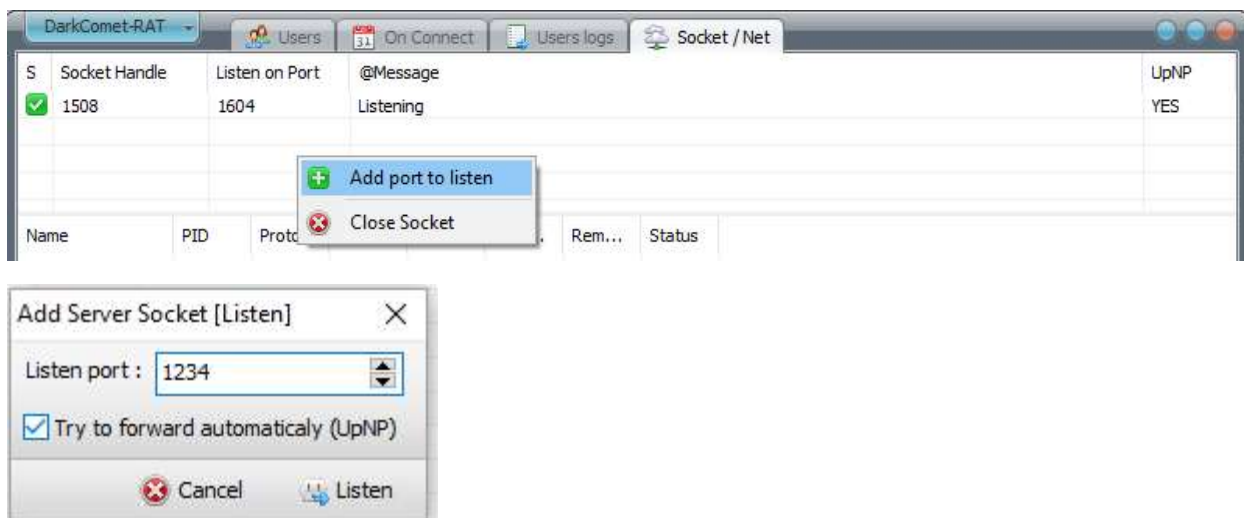 DarkComet-RAT Users On Connect Users logs Socket / Net
S Socket Handle Listen on Port @Message UpNP
1508 1604 Listening YES
Add port to listen
Close Socket
Name PID Rem... Status
Add Server Socket [Listen]
Listen port : 1234
Try to forward automaticaly (UpNP)
Cancel Listen